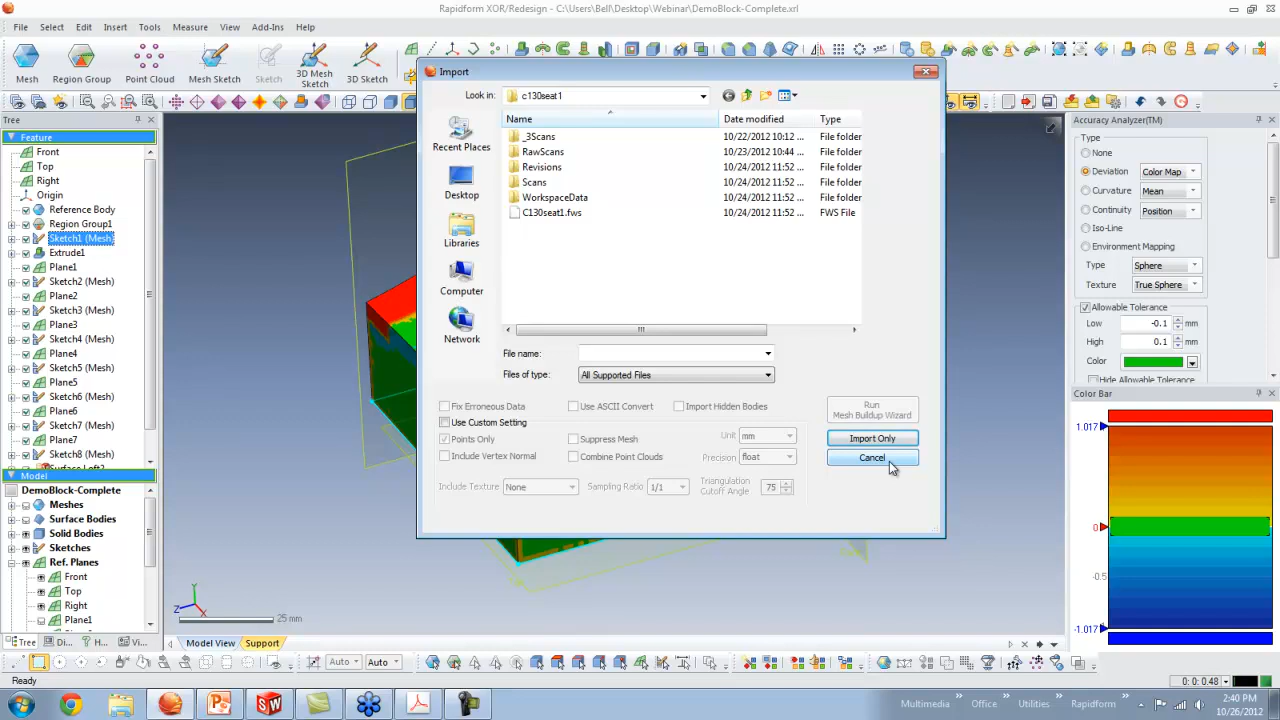 Rapidform XOR/Redesign - C:\Users\Bell\Desktop\Webinar\DemoBlock-Complete.xrl
File Select Edit Insert Tools Measure View Add-Ins Help
Mesh Region Group Point Cloud Mesh Sketch Sketch 3D Mesh Sketch 3D Sketch
Import
Look in: c130seat1
Name Date modified Type
_3Scans 10/22/2012 10:12 ... File folder
RawScans 10/23/2012 10:44 ... File folder
Revisions 10/24/2012 11:52 ... File folder
Scans 10/24/2012 11:52 ... File folder
WorkspaceData 10/24/2012 11:52 ... File folder
C130seat1.fws 10/24/2012 11:52 ... FWS File
Recent Places
Desktop
Libraries
Computer
Network
File name:
Files of type: All Supported Files
Fix Erroneous Data Use ASCII Convert Import Hidden Bodies
Use Custom Setting
Points Only Suppress Mesh Unit mm
Include Vertex Normal Combine Point Clouds Precision float
Include Texture None Sampling Ratio 1/1 Triangulation Cutoff Angle 75
Run
Mesh Buildup Wizard
Import Only
Cancel
Tree
Feature
Front
Top
Right
Origin
Reference Body
Region Group1
Sketch1 (Mesh)
Extrude1
Plane1
Sketch2 (Mesh)
Plane2
Sketch3 (Mesh)
Plane3
Sketch4 (Mesh)
Plane4
Sketch5 (Mesh)
Plane5
Sketch6 (Mesh)
Plane6
Sketch7 (Mesh)
Plane7
Sketch8 (Mesh)
Surface Loft2
Model
DemoBlock-Complete
Meshes
Surface Bodies
Solid Bodies
Sketches
Ref. Planes
Front
Top
Right
Plane1
Tree Di... H... Vi...
Z Y X
25 mm
Model View Support
Accuracy Analyzer(TM)
Type
None
Deviation Color Map
Curvature Mean
Continuity Position
Iso-Line
Environment Mapping
Type Sphere
Texture True Sphere
Allowable Tolerance
Low -0.1 mm
High 0.1 mm
Color
Hide Allowable Tolerance
Color Bar
1.017
0
-0.5
-1.017
Auto Auto
Ready
0: 0: 0.48
Multimedia Office Utilities Rapidform
2:40 PM
10/26/2012